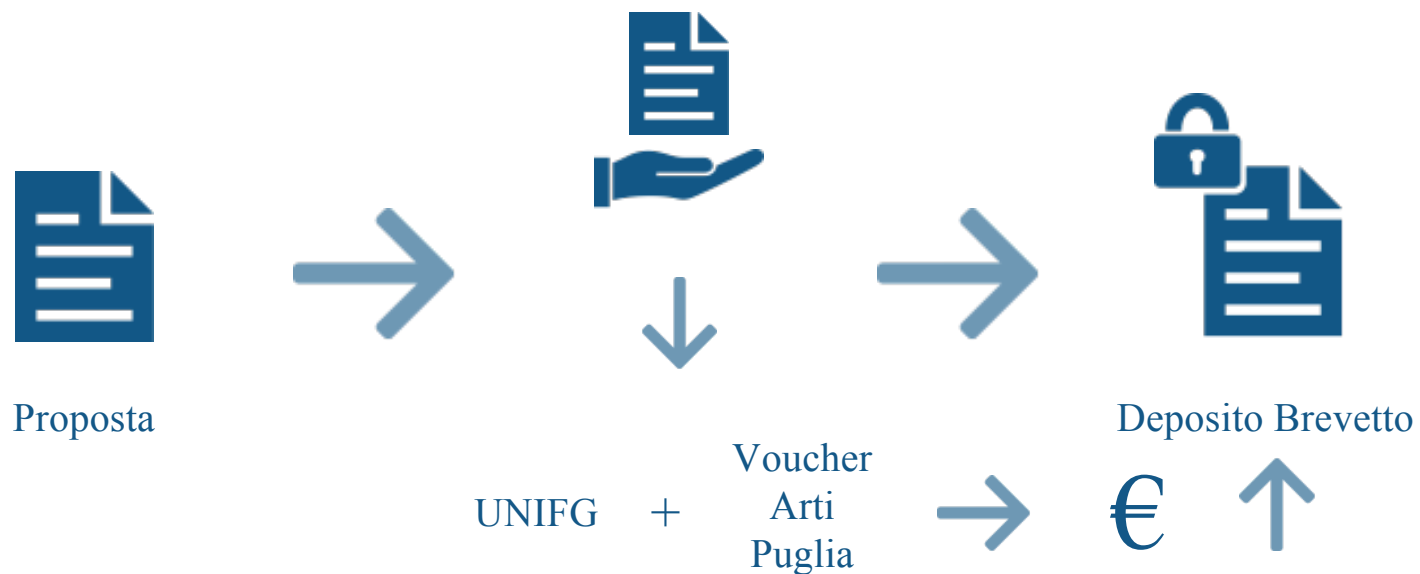 Proposta
Deposito Brevetto
UNIFG + Voucher
Arti
Puglia
€